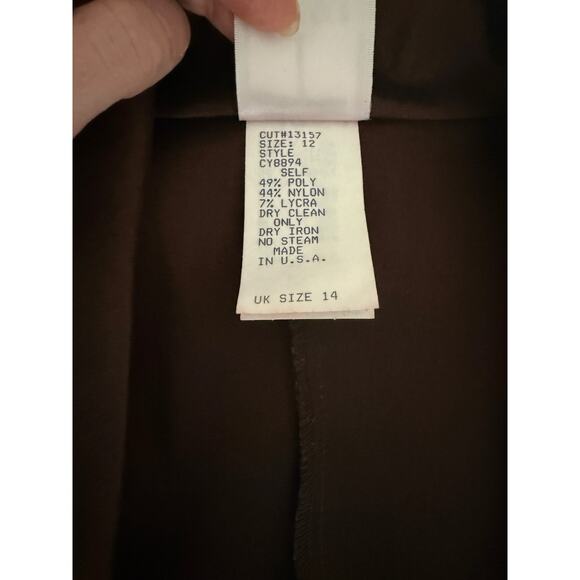 CUT#13157
SIZE: 12
STYLE
CY8894
SELF
49% POLY
44% NYLON
7% LYCRA
DRY CLEAN
ONLY
DRY IRON
NO STEAM
MADE
IN U.S.A.
UK SIZE 14